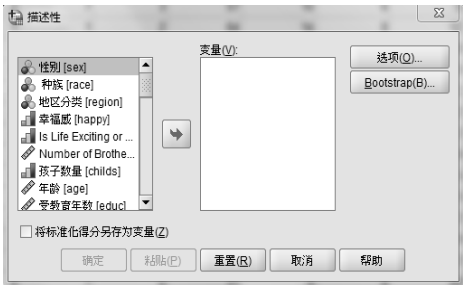 描述性
变量(V):
性别 [sex]
种族 [race]
地区分类 [region]
幸福感 [happy]
Is Life Exciting or ...
Number of Brothe...
孩子数量 [childs]
年龄 [age]
受教育年数 [educ]
选项(O)...
Bootstrap(B)...
将标准化得分另存为变量(Z)
确定
粘贴(P)
重置(R)
取消
帮助